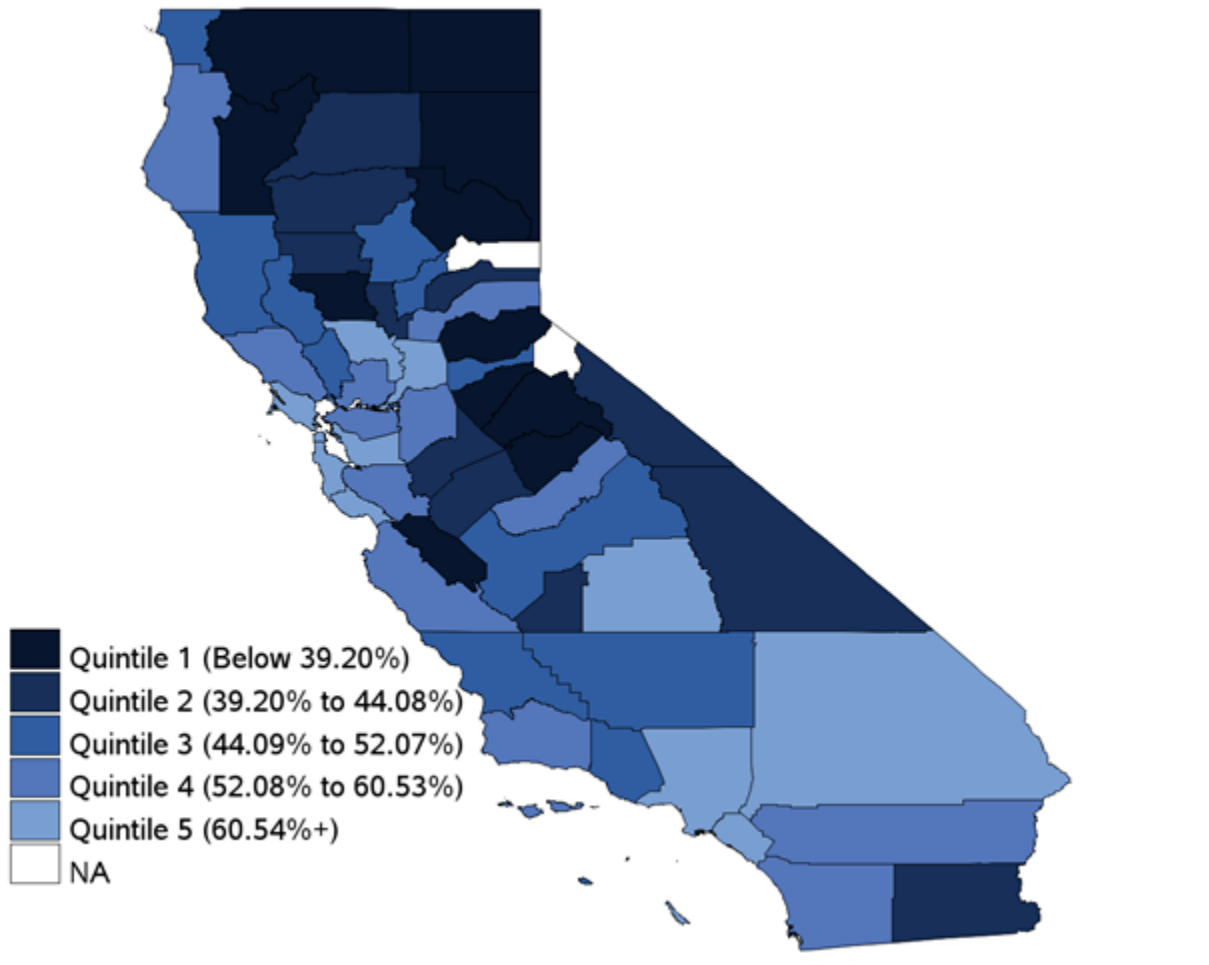 Quintile 1 (Below 39.20%)
Quintile 2 (39.20% to 44.08%)
Quintile 3 (44.09% to 52.07%)
Quintile 4 (52.08% to 60.53%)
Quintile 5 (60.54%+)
NA